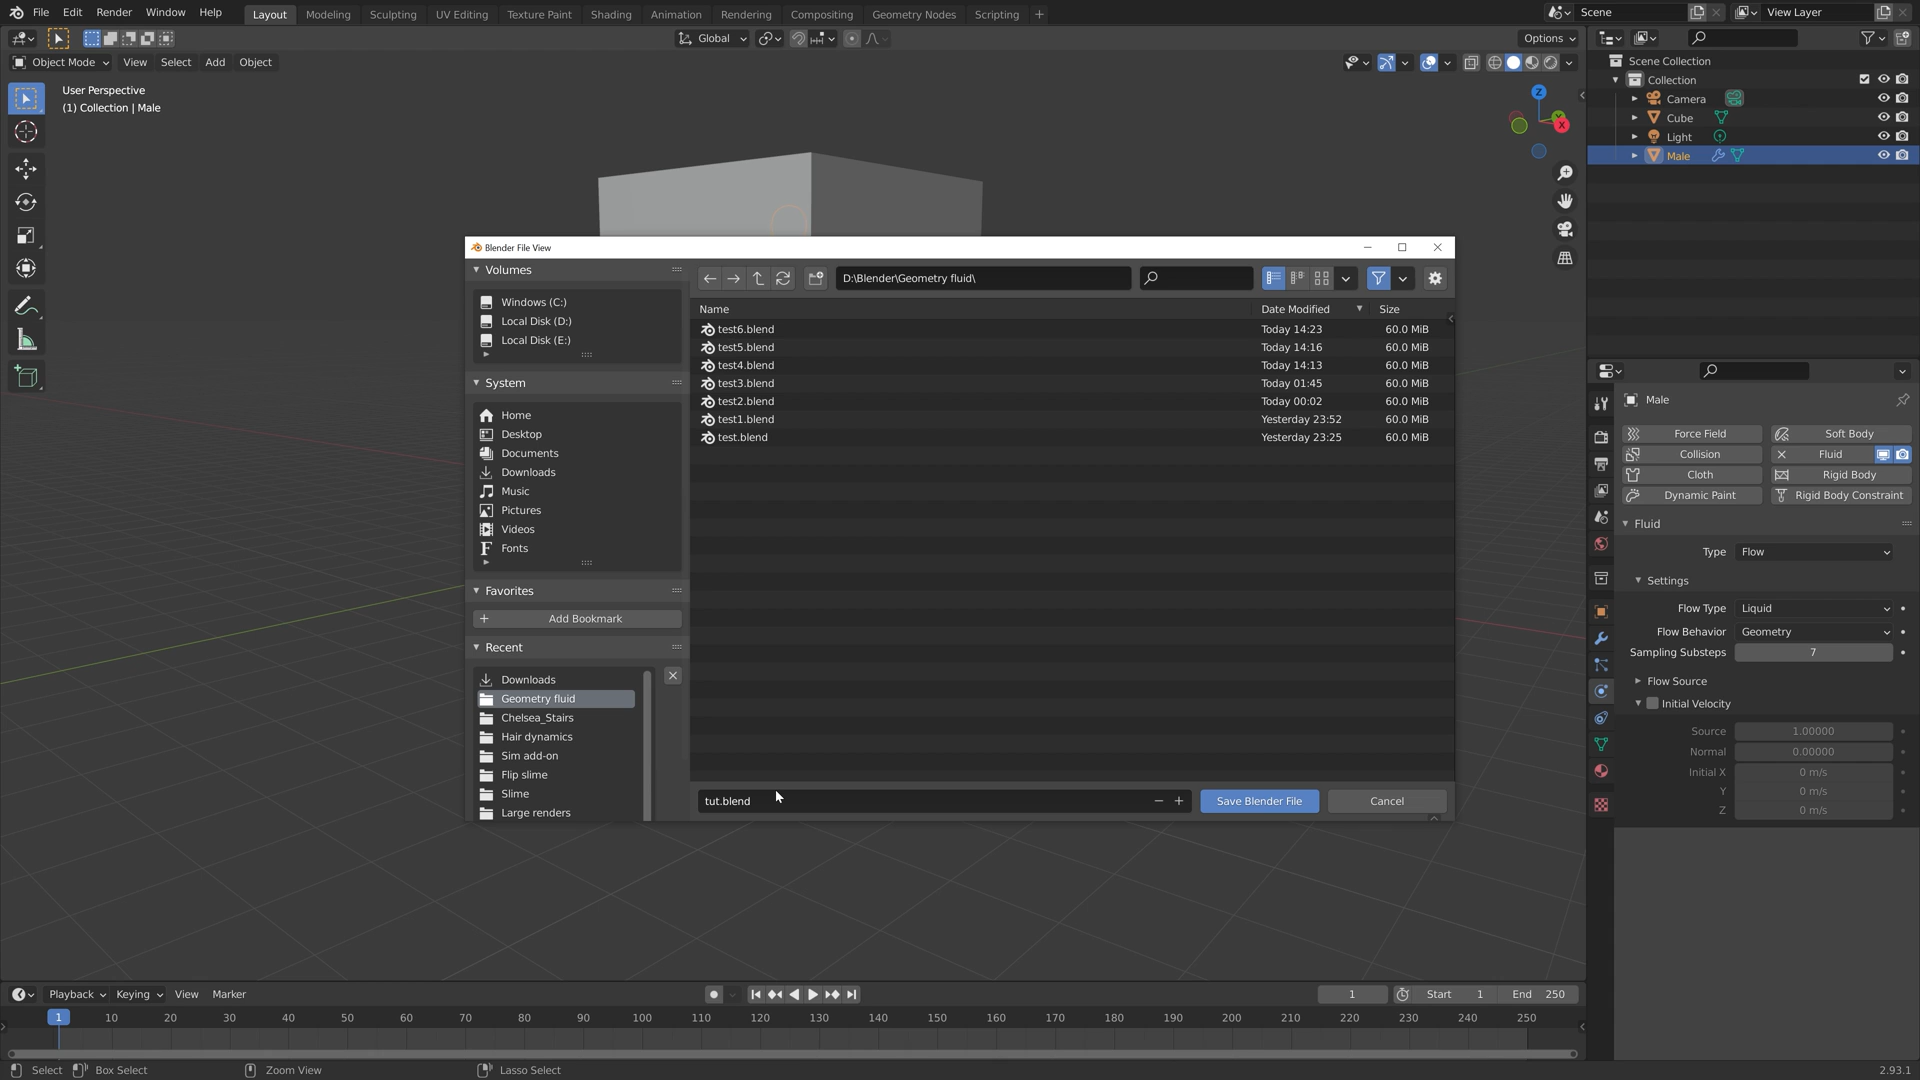 File Edit Render Window Help Layout Modeling Sculpting UV Editing Texture Paint Shading Animation Rendering Compositing Geometry Nodes Scripting + Scene View Layer
Global Options
Object Mode View Select Add Object
User Perspective
(1) Collection | Male
Z
Y
X
Scene Collection
Collection
Camera
Cube
Light
Male
Blender File View
Volumes
Windows (C:)
Local Disk (D:)
Local Disk (E:)
System
Home
Desktop
Documents
Downloads
Music
Pictures
Videos
Fonts
Favorites
Add Bookmark
Recent
Downloads
Geometry fluid
Chelsea_Stairs
Hair dynamics
Sim add-on
Flip slime
Slime
Large renders
D:\Blender\Geometry fluid\
Name Date Modified Size
test6.blend Today 14:23 60.0 MiB
test5.blend Today 14:16 60.0 MiB
test4.blend Today 14:13 60.0 MiB
test3.blend Today 01:45 60.0 MiB
test2.blend Today 00:02 60.0 MiB
test1.blend Yesterday 23:52 60.0 MiB
test.blend Yesterday 23:25 60.0 MiB
tut.blend Save Blender File Cancel
Male
Force Field Soft Body
Collision Fluid
Cloth Rigid Body
Dynamic Paint Rigid Body Constraint
Fluid
Type Flow
Settings
Flow Type Liquid
Flow Behavior Geometry
Sampling Substeps 7
Flow Source
Initial Velocity
Source 1.00000
Normal 0.00000
Initial X 0 m/s
Y 0 m/s
Z 0 m/s
Playback Keying View Marker 1 Start 1 End 250
1 10 20 30 40 50 60 70 80 90 100 110 120 130 140 150 160 170 180 190 200 210 220 230 240 250
Select Box Select Zoom View Lasso Select 2.93.1